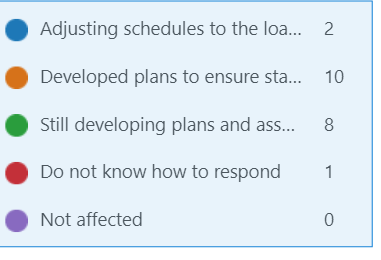 Adjusting schedules to the loa... 2
Developed plans to ensure sta... 10
Still developing plans and ass... 8
Do not know how to respond 1
Not affected 0